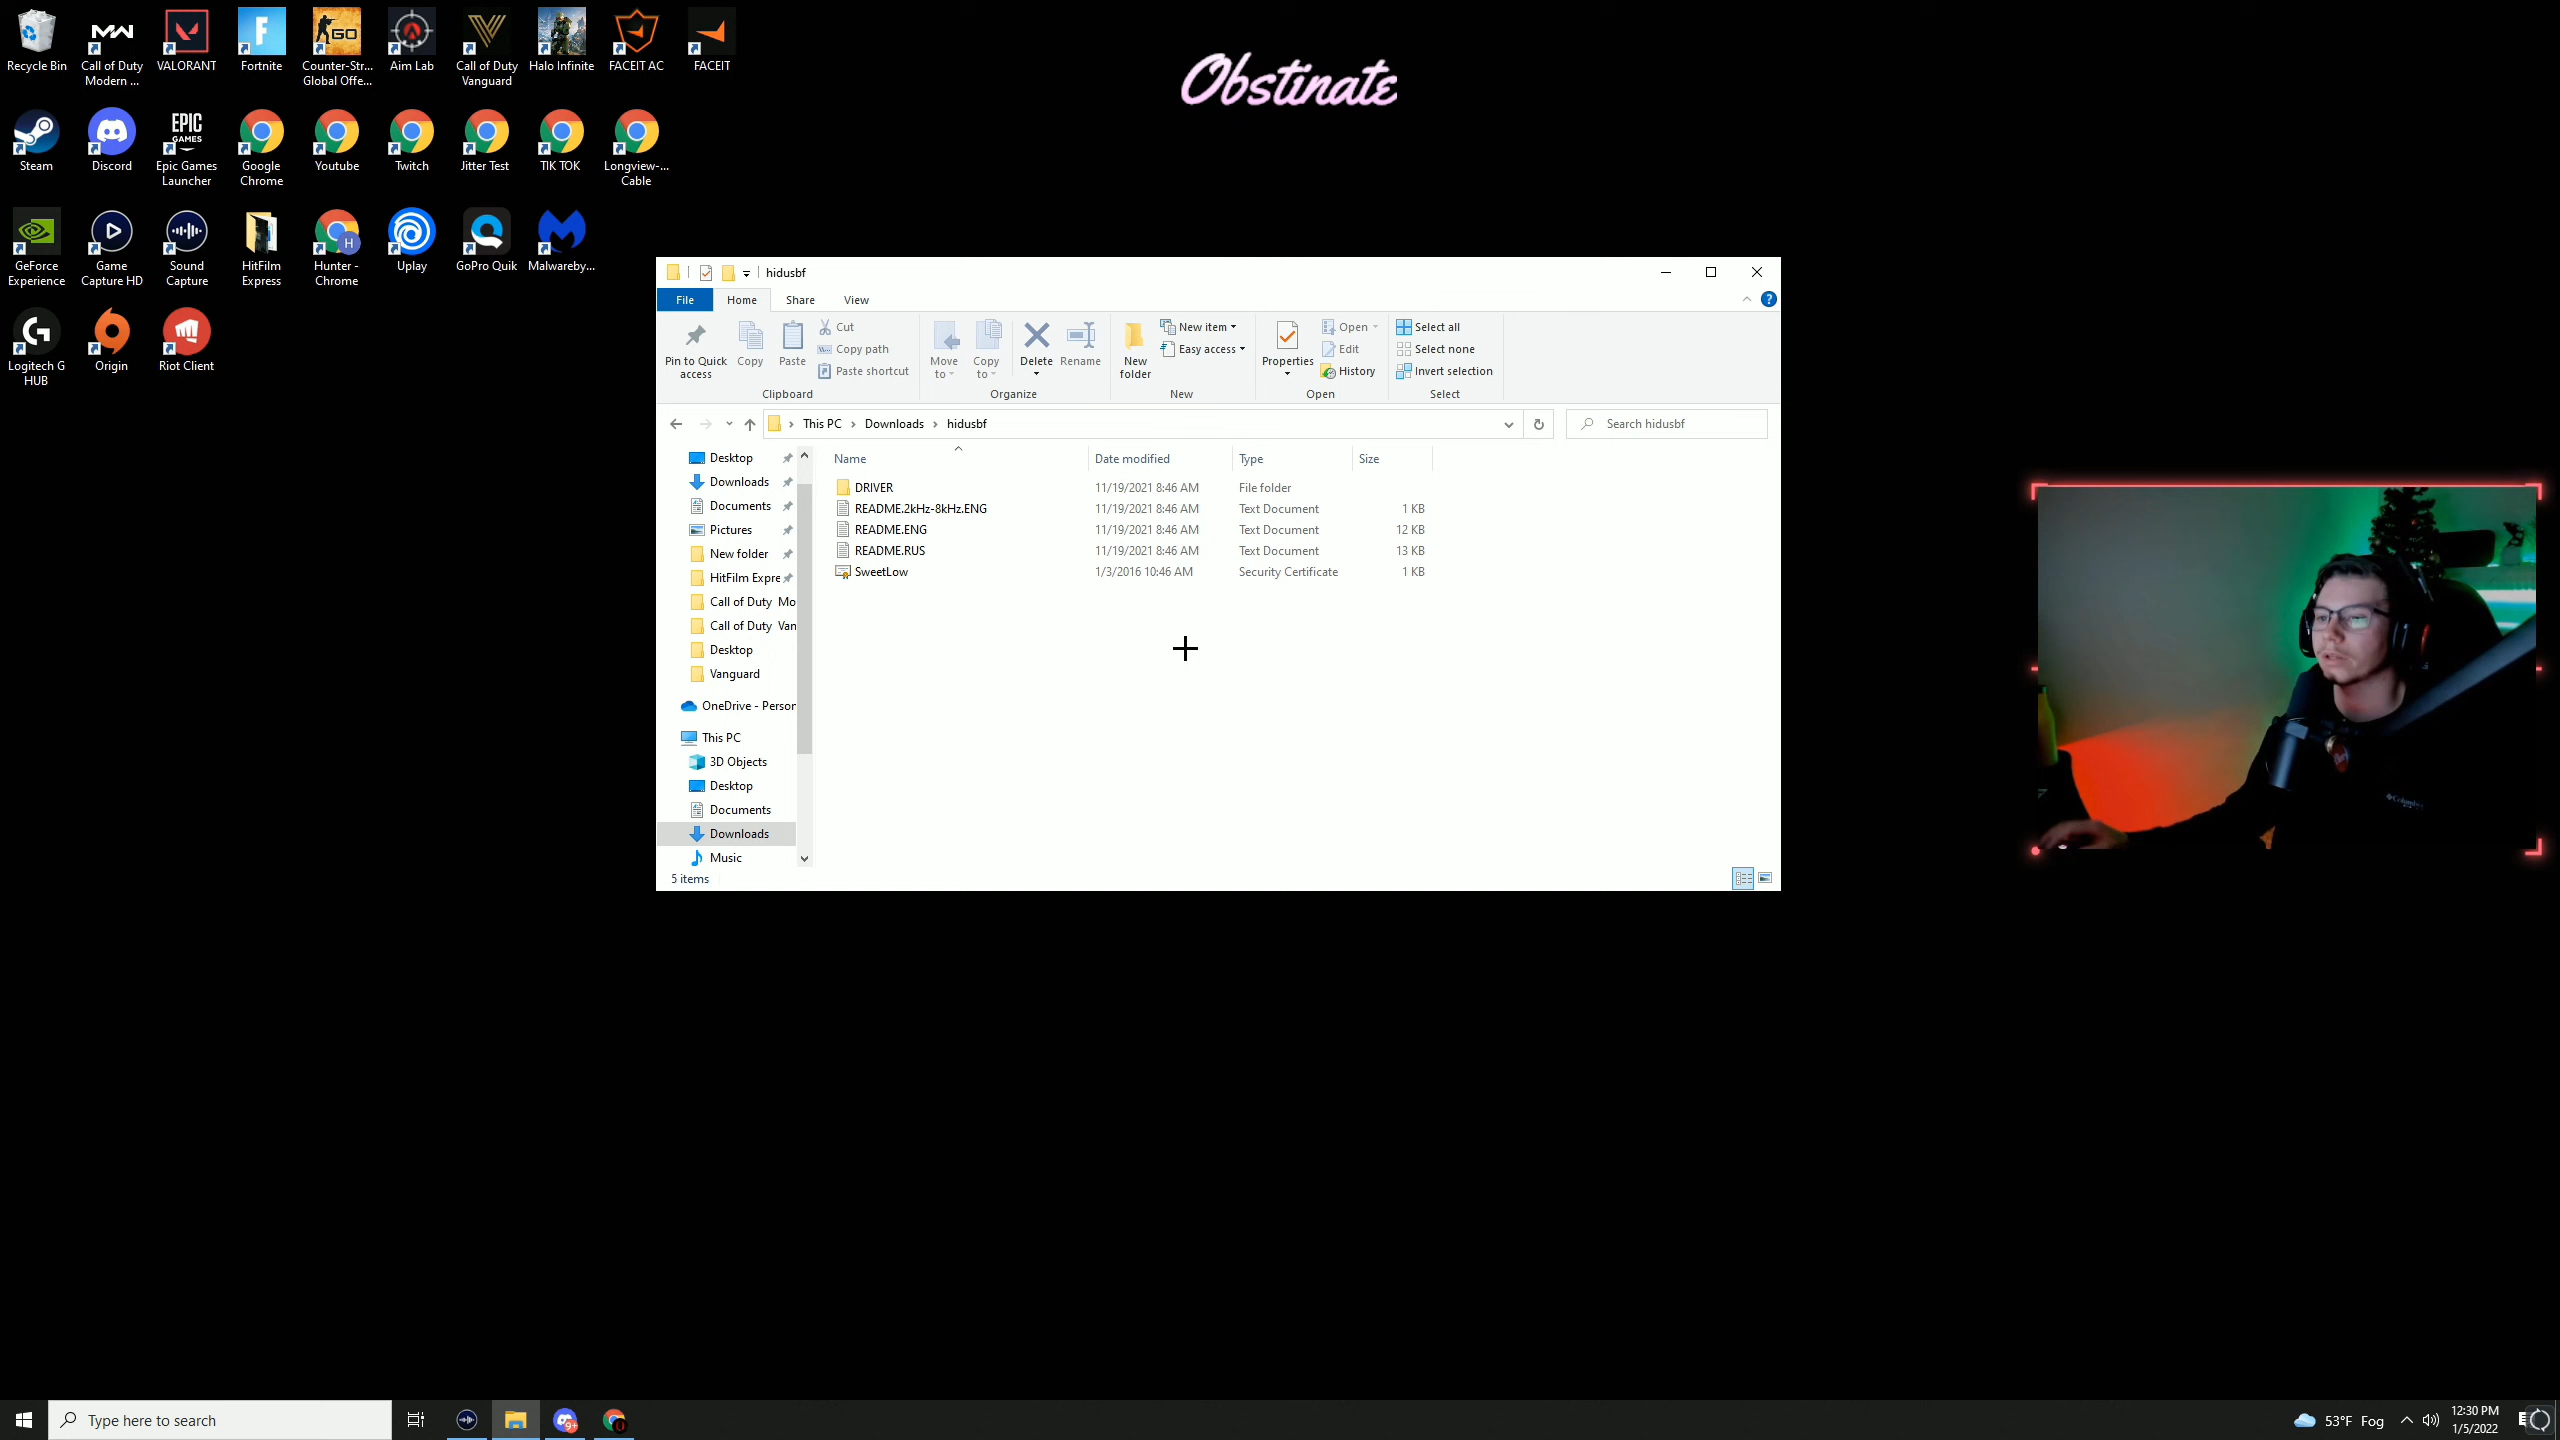 Recycle Bin
Call of Duty
Modern ...
VALORANT
Fortnite
Counter-Str...
Global Offe...
Aim Lab
Call of Duty
Vanguard
Halo Infinite
FACEIT AC
FACEIT
Obstinate
Steam
Discord
EPIC
GAMES
Epic Games
Launcher
Google
Chrome
Youtube
Twitch
Jitter Test
TIK TOK
Longview-...
Cable
GeForce
Experience
Game
Capture HD
Sound
Capture
HitFilm
Express
H
Hunter -
Chrome
Uplay
GoPro Quik
Malwareby...
Logitech G
HUB
Origin
Riot Client
hidusbf
File
Home
Share
View
Pin to Quick
access
Copy
Paste
Cut
Copy path
Paste shortcut
Clipboard
Move
to
Copy
to
Delete
Rename
Organize
New
folder
New item
Easy access
New
Properties
Open
Edit
History
Open
Select all
Select none
Invert selection
Select
This PC > Downloads > hidusbf
Search hidusbf
Desktop
Downloads
Documents
Pictures
New folder
HitFilm Expre
Call of Duty Mo
Call of Duty Van
Desktop
Vanguard
OneDrive - Person
This PC
3D Objects
Desktop
Documents
Downloads
Music
Name Date modified Type Size
DRIVER 11/19/2021 8:46 AM File folder
README.2kHz-8kHz.ENG 11/19/2021 8:46 AM Text Document 1 KB
README.ENG 11/19/2021 8:46 AM Text Document 12 KB
README.RUS 11/19/2021 8:46 AM Text Document 13 KB
SweetLow 1/3/2016 10:46 AM Security Certificate 1 KB
5 items
Type here to search
9+
53°F Fog
12:30 PM
1/5/2022